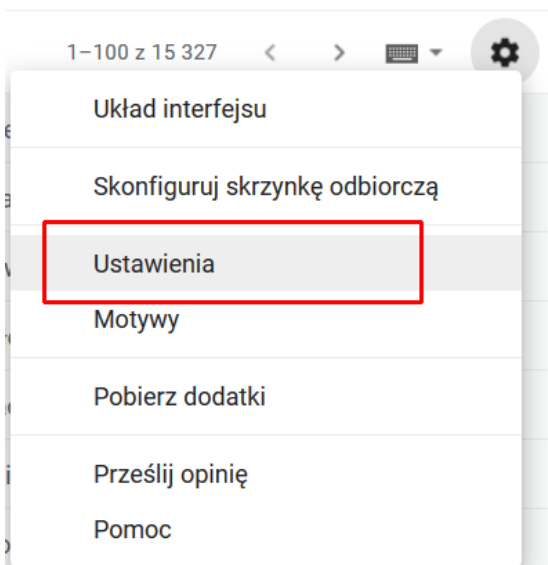 1–100 z 15 327
Układ interfejsu
Skonfiguruj skrzynkę odbiorczą
Ustawienia
Motywy
Pobierz dodatki
Prześlij opinię
Pomoc